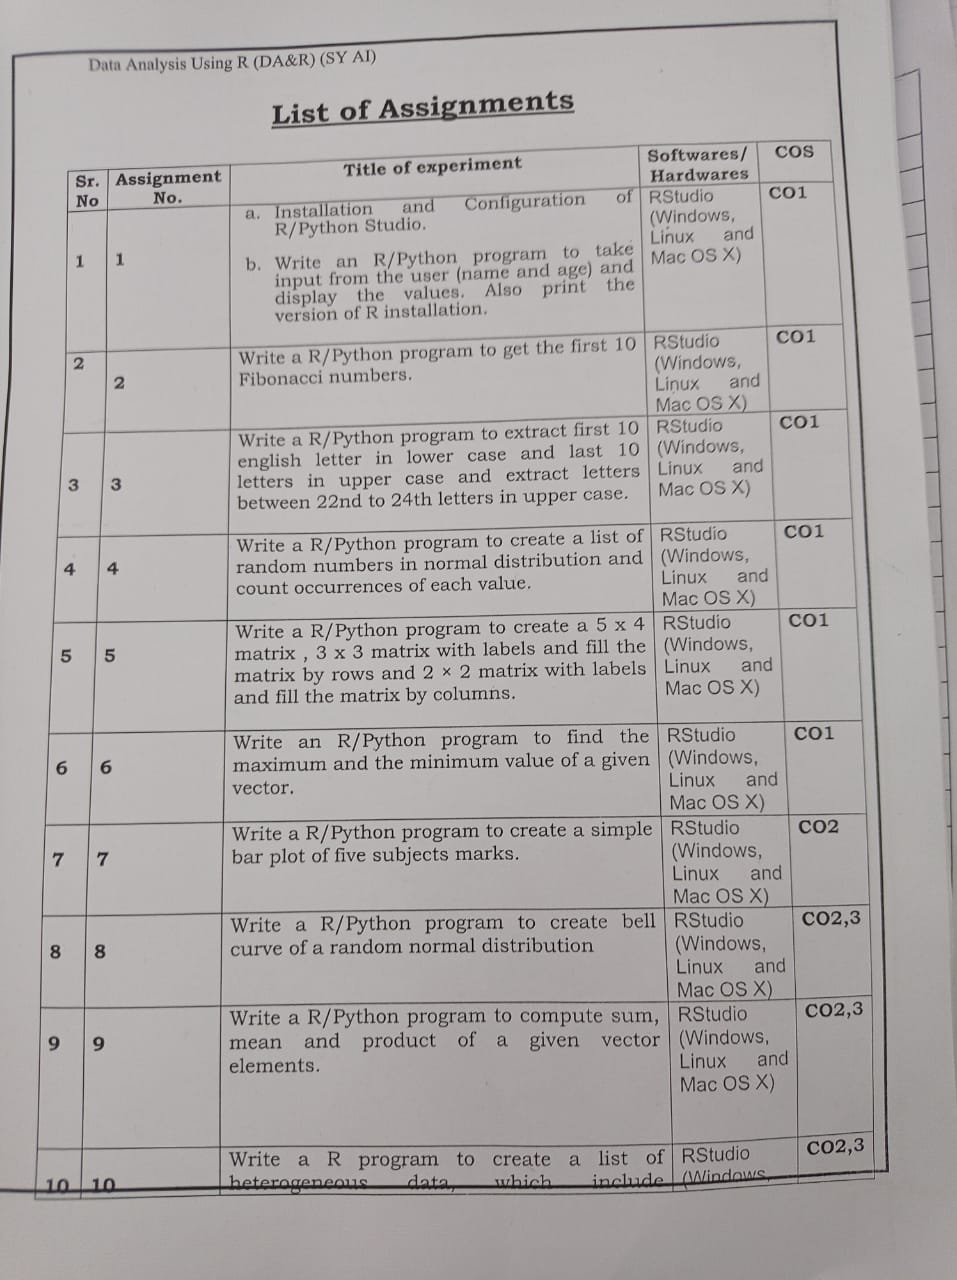 Data Analysis Using R (DA&R) (SY AI)
List of Assignments
Sr. No
Assignment No.
Title of experiment
Softwares/ Hardwares
COS
1
1
a. Installation and Configuration of
R/Python Studio.
b. Write an R/Python program to take
input from the user (name and age) and
display the values. Also print the
version of R installation.
RStudio
(Windows,
Linux and
Mac OS X)
CO1
2
2
Write a R/Python program to get the first 10
Fibonacci numbers.
RStudio
(Windows,
Linux and
Mac OS X)
CO1
3
3
Write a R/Python program to extract first 10
english letter in lower case and last 10
letters in upper case and extract letters
between 22nd to 24th letters in upper case.
RStudio
(Windows,
Linux and
Mac OS X)
CO1
4
4
Write a R/Python program to create a list of
random numbers in normal distribution and
count occurrences of each value.
RStudio
(Windows,
Linux and
Mac OS X)
CO1
5
5
Write a R/Python program to create a 5 x 4
matrix , 3 x 3 matrix with labels and fill the
matrix by rows and 2 × 2 matrix with labels
and fill the matrix by columns.
RStudio
(Windows,
Linux and
Mac OS X)
CO1
6
6
Write an R/Python program to find the
maximum and the minimum value of a given
vector.
RStudio
(Windows,
Linux and
Mac OS X)
CO1
7
7
Write a R/Python program to create a simple
bar plot of five subjects marks.
RStudio
(Windows,
Linux and
Mac OS X)
CO2
8
8
Write a R/Python program to create bell
curve of a random normal distribution
RStudio
(Windows,
Linux and
Mac OS X)
CO2,3
9
9
Write a R/Python program to compute sum,
mean and product of a given vector
elements.
RStudio
(Windows,
Linux and
Mac OS X)
CO2,3
10
10
Write a R program to create a list of
heterogeneous data, which include
RStudio
(Windows,
CO2,3